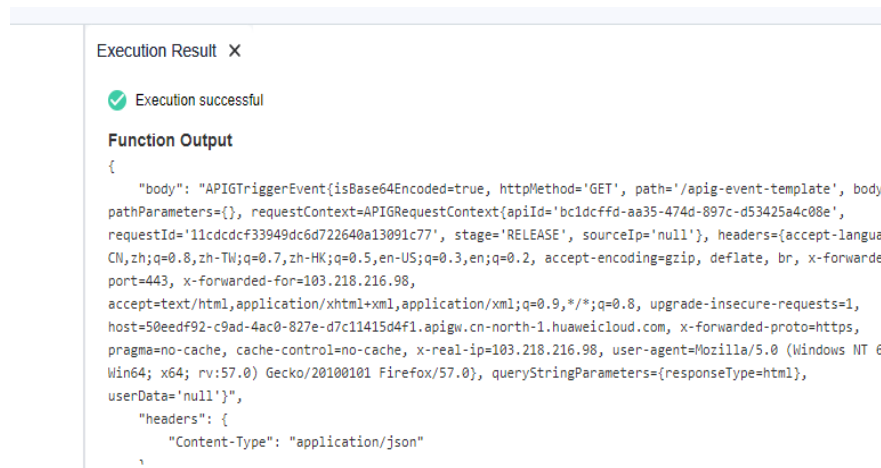 Execution Result ×
Execution successful
Function Output
{
"body": "APIGTriggerEvent{isBase64Encoded=true, httpMethod='GET', path='/apig-event-template', body
pathParameters={}, requestContext=APIGRequestContext{apiId='bc1dcffd-aa35-474d-897c-d53425a4c08e',
requestId='11cdcdcf33949dc6d722640a13091c77', stage='RELEASE', sourceIp='null'}, headers={accept-langua
CN,zh;q=0.8,zh-TW;q=0.7,zh-HK;q=0.5,en-US;q=0.3,en;q=0.2, accept-encoding=gzip, deflate, br, x-forwarde
port=443, x-forwarded-for=103.218.216.98,
accept=text/html,application/xhtml+xml,application/xml;q=0.9,*/*;q=0.8, upgrade-insecure-requests=1,
host=50eedf92-c9ad-4ac0-827e-d7c11415d4f1.apigw.cn-north-1.huaweicloud.com, x-forwarded-proto=https,
pragma=no-cache, cache-control=no-cache, x-real-ip=103.218.216.98, user-agent=Mozilla/5.0 (Windows NT 6
Win64; x64; rv:57.0) Gecko/20100101 Firefox/57.0}, queryStringParameters={responseType=html},
userData='null'}",
"headers": {
"Content-Type": "application/json"
}